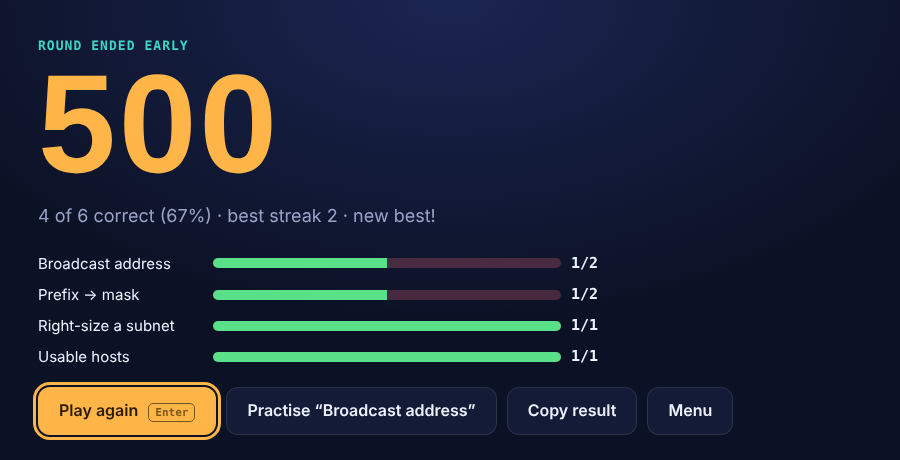 ROUND ENDED EARLY
500
4 of 6 correct (67%) · best streak 2 · new best!
Broadcast address 1/2
Prefix → mask 1/2
Right-size a subnet 1/1
Usable hosts 1/1
Play again Enter Practise “Broadcast address” Copy result Menu